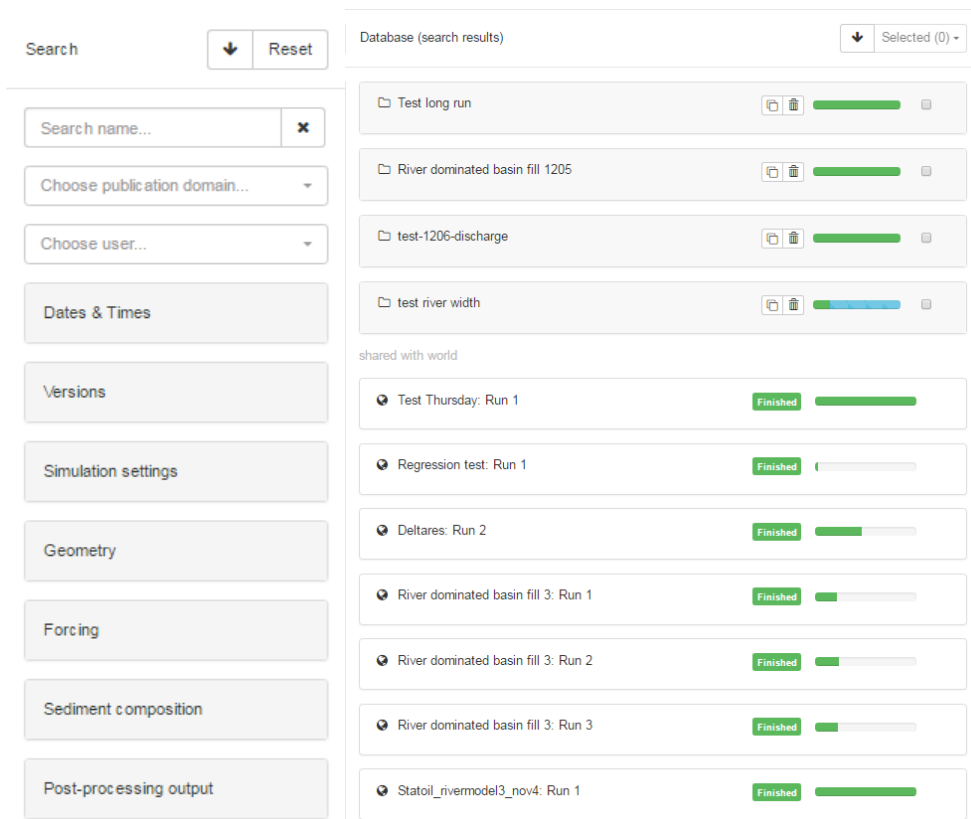 Search
Reset
Search name...
Choose publication domain...
Choose user...
Dates & Times
Versions
Simulation settings
Geometry
Forcing
Sediment composition
Post-processing output
Database (search results)
Selected (0)
Test long run
River dominated basin fill 1205
test-1206-discharge
test river width
shared with world
Test Thursday: Run 1 Finished
Regression test: Run 1 Finished
Deltares: Run 2 Finished
River dominated basin fill 3: Run 1 Finished
River dominated basin fill 3: Run 2 Finished
River dominated basin fill 3: Run 3 Finished
Statoil_rivermodel3_nov4: Run 1 Finished